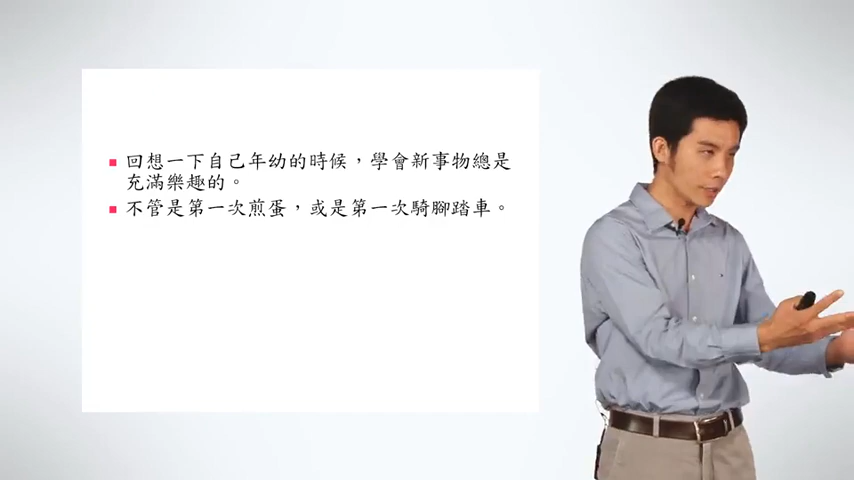 回想一下自己年幼的時候，學會新事物總是
充滿樂趣的。
不管是第一次煎蛋，或是第一次騎腳踏車。